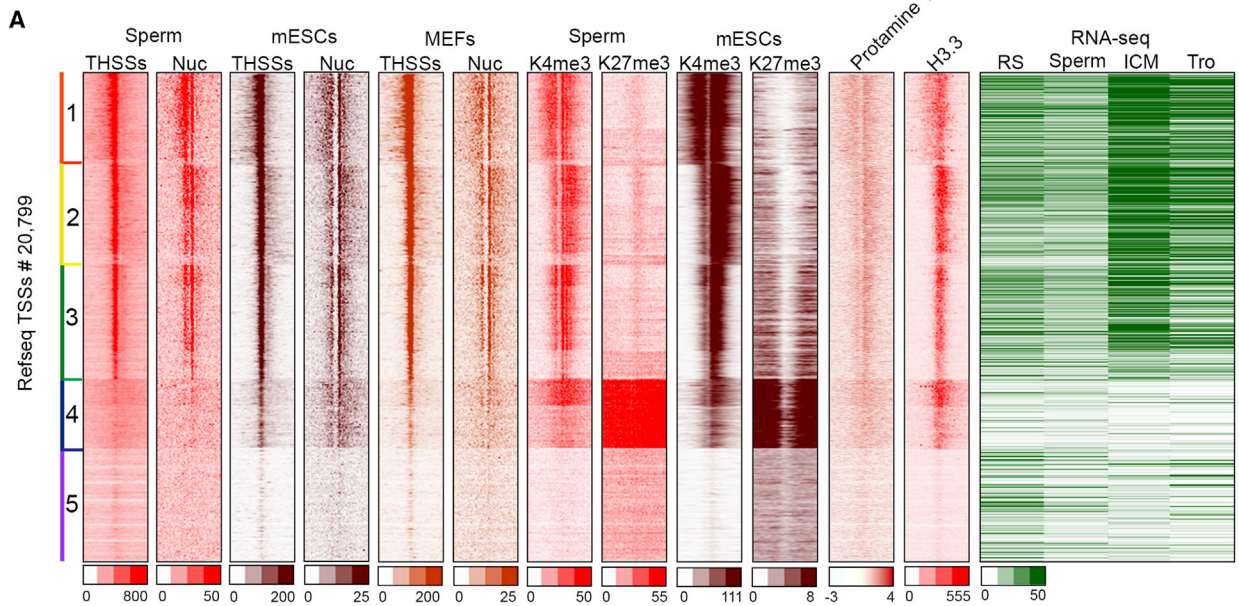 A
Sperm mESCs MEFs Sperm mESCs Protamine H3.3 RNA-seq
THSSs Nuc THSSs Nuc THSSs Nuc K4me3 K27me3 K4me3 K27me3 RS Sperm ICM Tro
Refseq TSSs # 20,799
1
2
3
4
5
0 800 0 50 0 200 0 25 0 200 0 25 0 50 0 55 0 111 0 8 -3 4 0 555 0 50